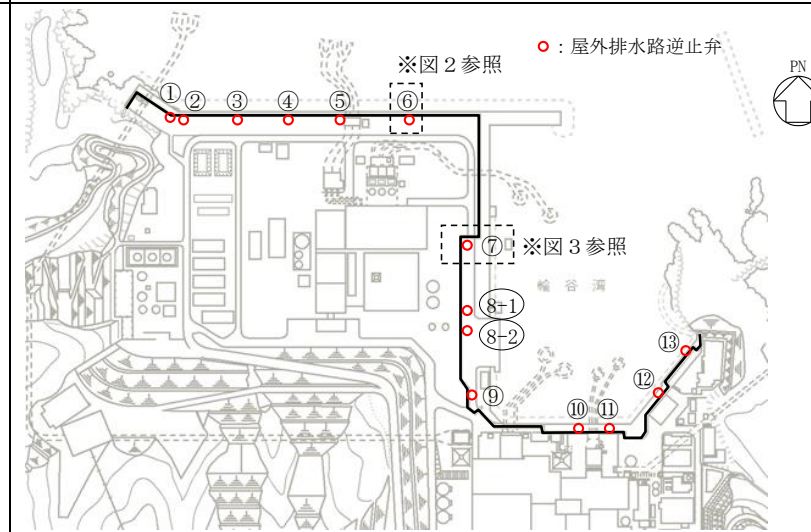 ○：屋外排水路逆止弁
PN
※図２参照
① ② ③ ④ ⑤ ⑥
⑦ ※図３参照
輪谷湾
8-1
8-2
⑬
⑫
⑨
⑩ ⑪